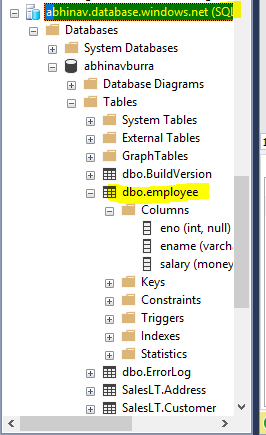 abhinav.database.windows.net (SQL
Databases
System Databases
abhinavburra
Database Diagrams
Tables
System Tables
External Tables
GraphTables
dbo.BuildVersion
dbo.employee
Columns
eno (int, null)
ename (varcha
salary (money,
Keys
Constraints
Triggers
Indexes
Statistics
dbo.ErrorLog
SalesLT.Address
SalesLT.Customer